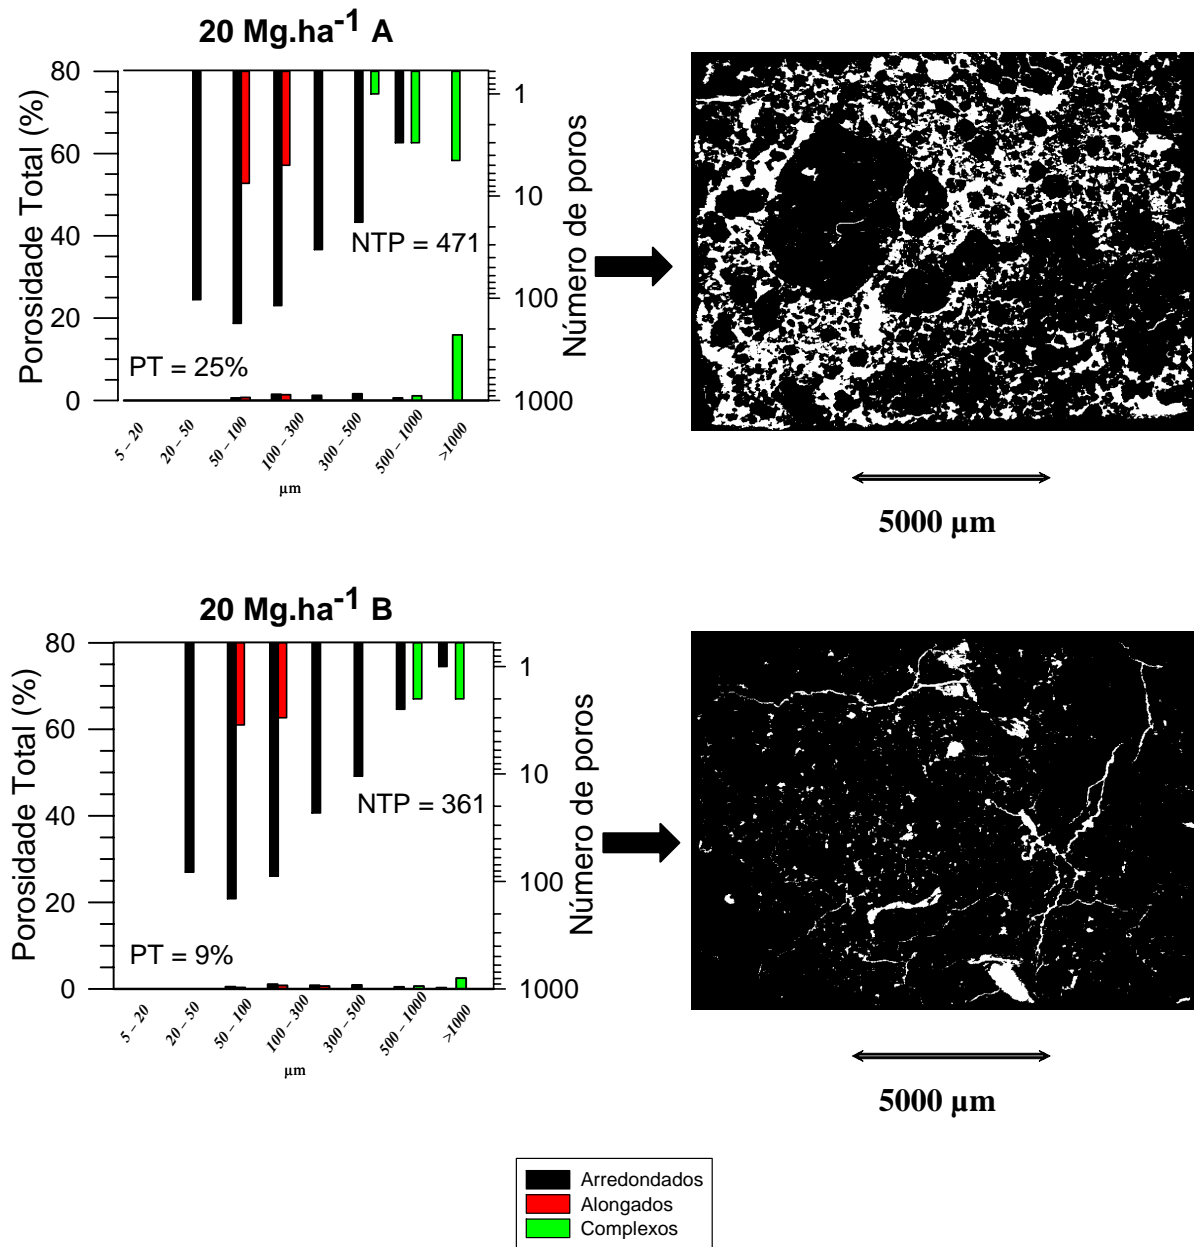 20 Mg.ha⁻¹ A
Porosidade Total (%)
80
60
40
20
0
1
10
100
1000
Número de poros
NTP = 471
PT = 25%
5 – 20
20 – 50
50 – 100
100 – 300
300 – 500
500 – 1000
>1000
µm
5000 µm
20 Mg.ha⁻¹ B
Porosidade Total (%)
80
60
40
20
0
1
10
100
1000
Número de poros
NTP = 361
PT = 9%
5 – 20
20 – 50
50 – 100
100 – 300
300 – 500
500 – 1000
>1000
µm
5000 µm
Arredondados
Alongados
Complexos